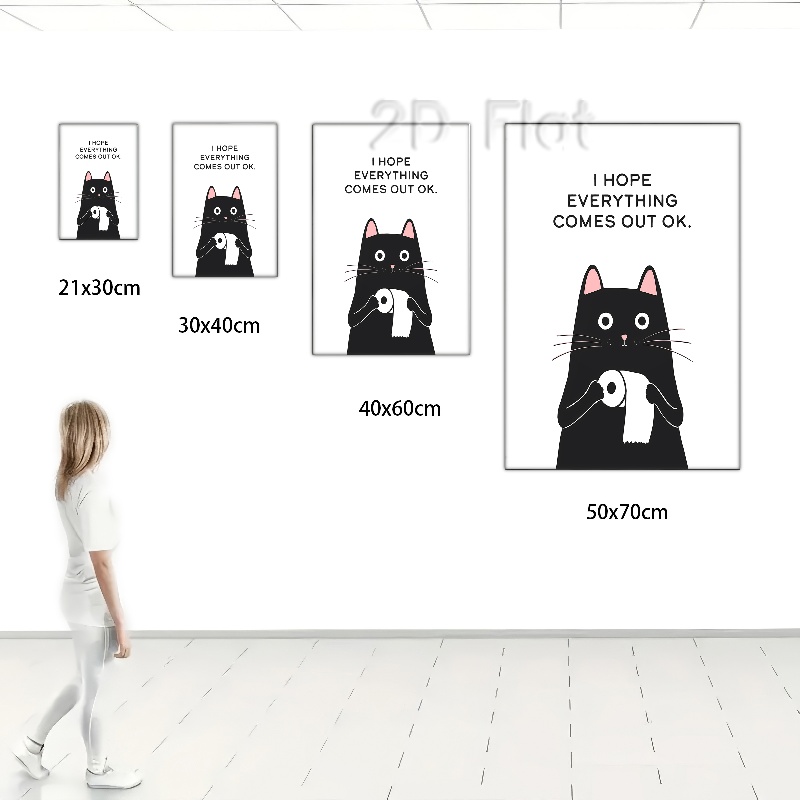 2D Flat
I HOPE
EVERYTHING
COMES OUT OK.
21x30cm
I HOPE
EVERYTHING
COMES OUT OK.
30x40cm
I HOPE
EVERYTHING
COMES OUT OK.
40x60cm
I HOPE
EVERYTHING
COMES OUT OK.
50x70cm